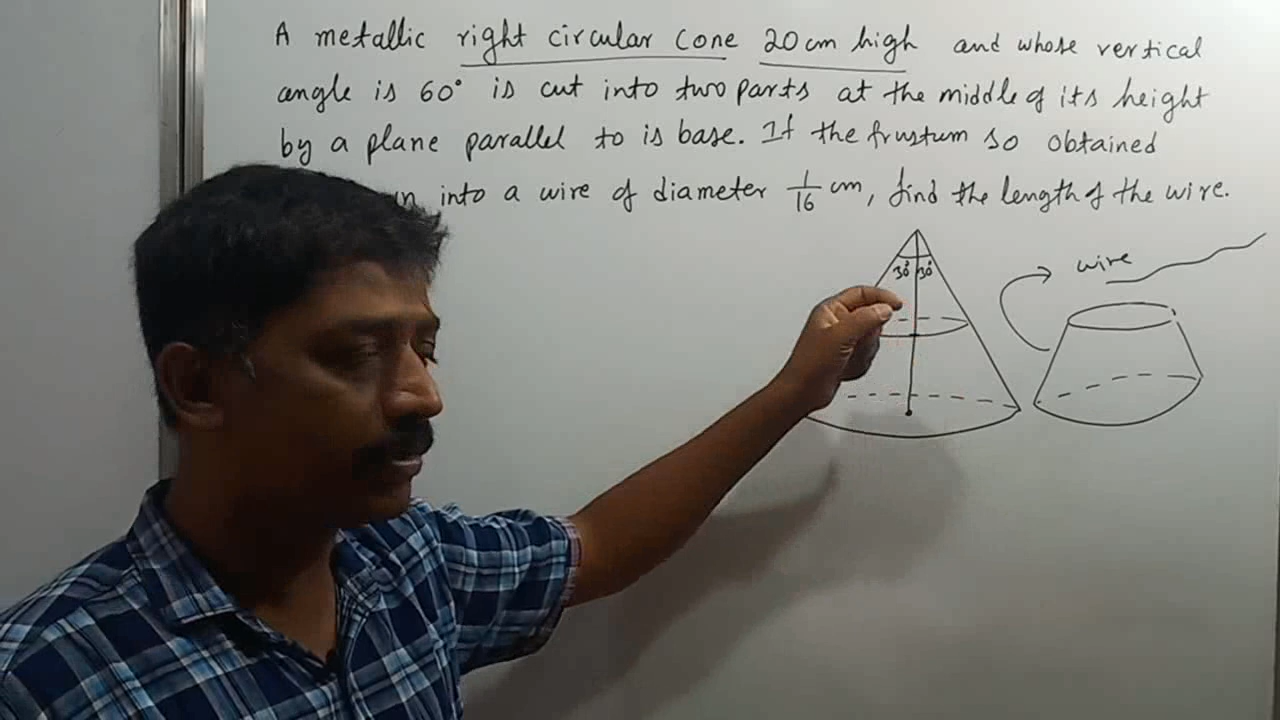 A metallic right circular cone 20cm high and whose vertical
angle is 60° is cut into two parts at the middle of its height
by a plane parallel to is base. If the frustum so obtained
into a wire of diameter 1/16 cm, find the length of the wire.
30° 30°
wire